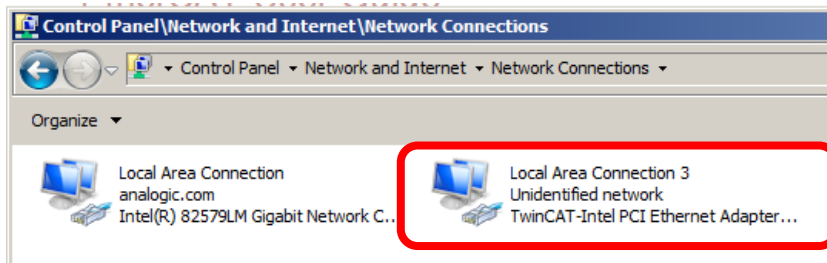 Control Panel\Network and Internet\Network Connections
Control Panel Network and Internet Network Connections
Organize
Local Area Connection
analogic.com
Intel(R) 82579LM Gigabit Network C...
Local Area Connection 3
Unidentified network
TwinCAT-Intel PCI Ethernet Adapter...